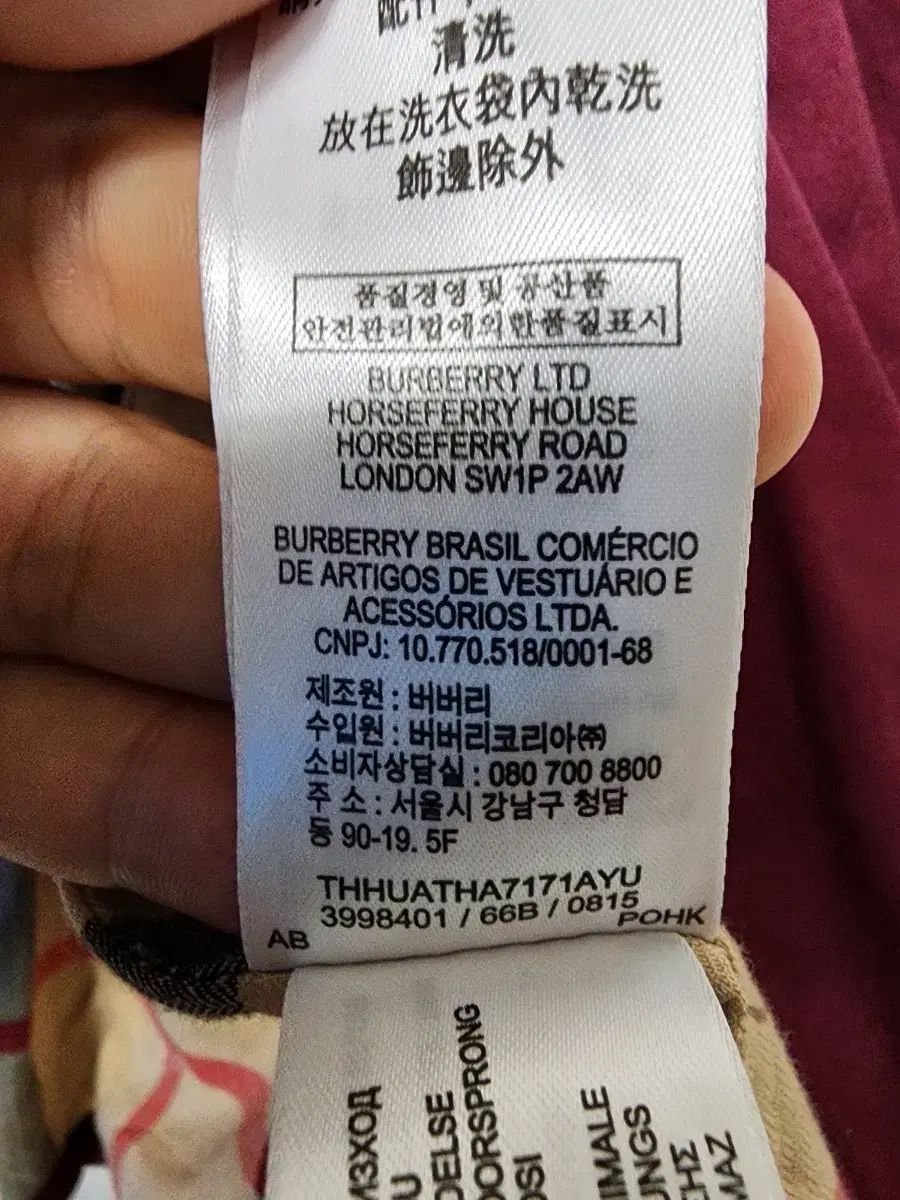 清洗
放在洗衣袋內乾洗
飾邊除外
품질경영 및 공산품
안전관리법에의한품질표시
BURBERRY LTD
HORSEFERRY HOUSE
HORSEFERRY ROAD
LONDON SW1P 2AW
BURBERRY BRASIL COMÉRCIO
DE ARTIGOS DE VESTUÁRIO E
ACESSÓRIOS LTDA.
CNPJ: 10.770.518/0001-68
제조원 : 버버리
수입원 : 버버리코리아㈜
소비자상담실 : 080 700 8800
주 소 : 서울시 강남구 청담
동 90-19. 5F
THHUATHA7171AYU
3998401 / 66B / 0815
AB
POHK